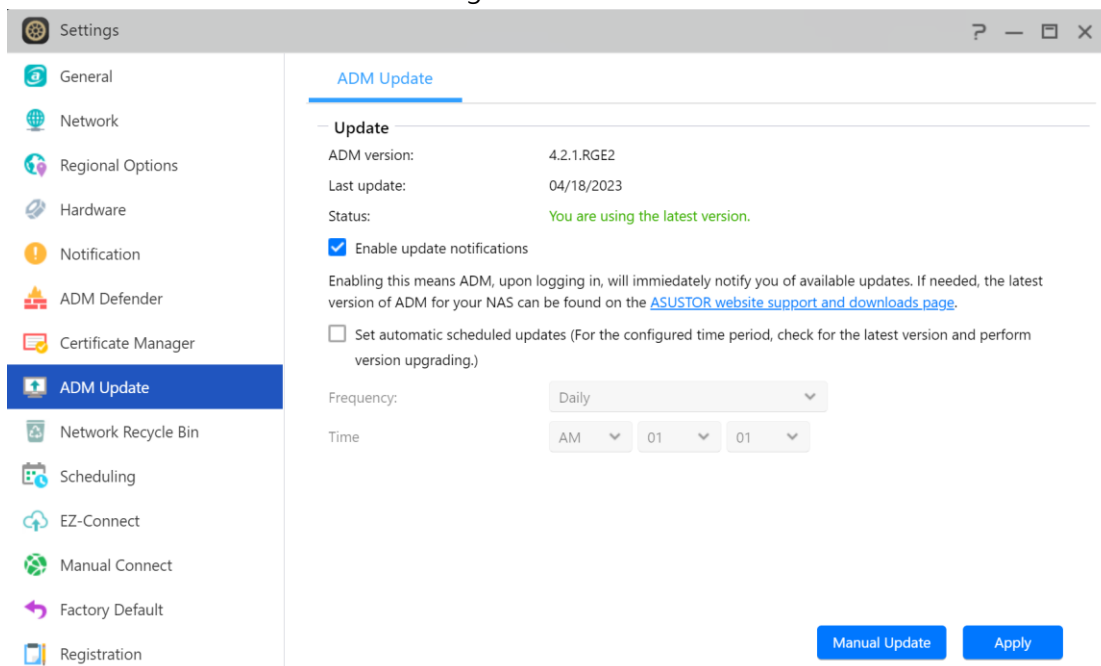 Settings
General
Network
Regional Options
Hardware
Notification
ADM Defender
Certificate Manager
ADM Update
Network Recycle Bin
Scheduling
EZ-Connect
Manual Connect
Factory Default
Registration
ADM Update
Update
ADM version: 4.2.1.RGE2
Last update: 04/18/2023
Status: You are using the latest version.
Enable update notifications
Enabling this means ADM, upon logging in, will immiedately notify you of available updates. If needed, the latest
version of ADM for your NAS can be found on the ASUSTOR website support and downloads page.
Set automatic scheduled updates (For the configured time period, check for the latest version and perform
version upgrading.)
Frequency: Daily
Time AM 01 01
Manual Update Apply